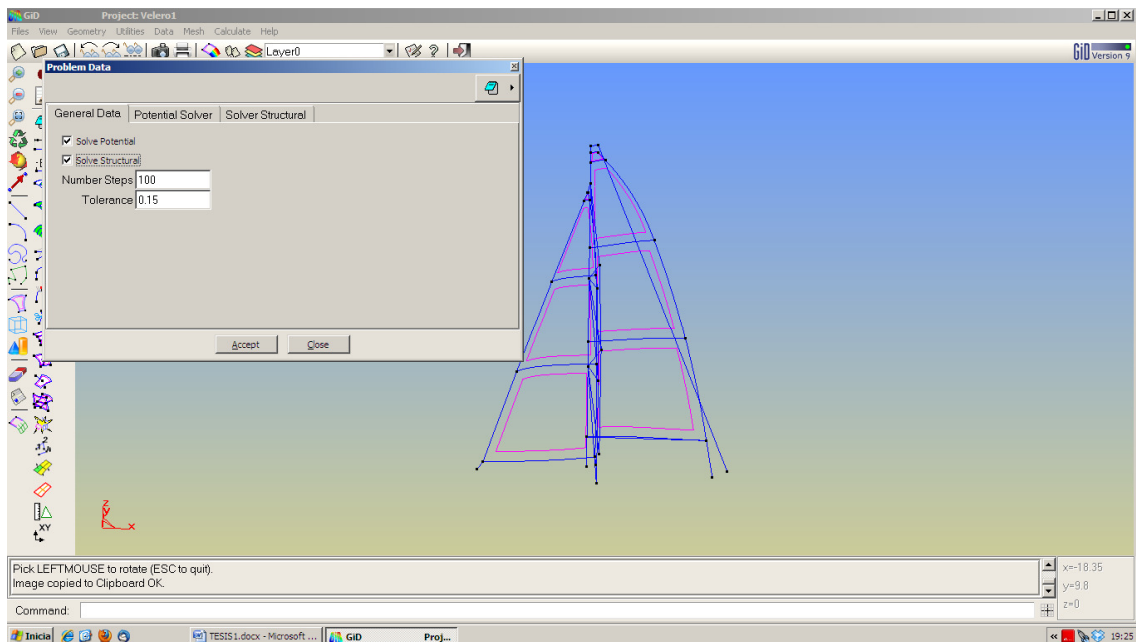 GiD Project: Velero1
Files View Geometry Utilities Data Mesh Calculate Help
Layer0
GiD Version 9
Problem Data
General Data Potential Solver Solver Structural
Solve Potential
Solve Structural
Number Steps 100
Tolerance 0.15
Accept Close
z
y
x
XY
Pick LEFTMOUSE to rotate (ESC to quit).
Image copied to Clipboard OK.
x=-18.35
y=9.8
z=0
Command:
Inicia TESIS1.docx - Microsoft ... GiD Proj... 19:25